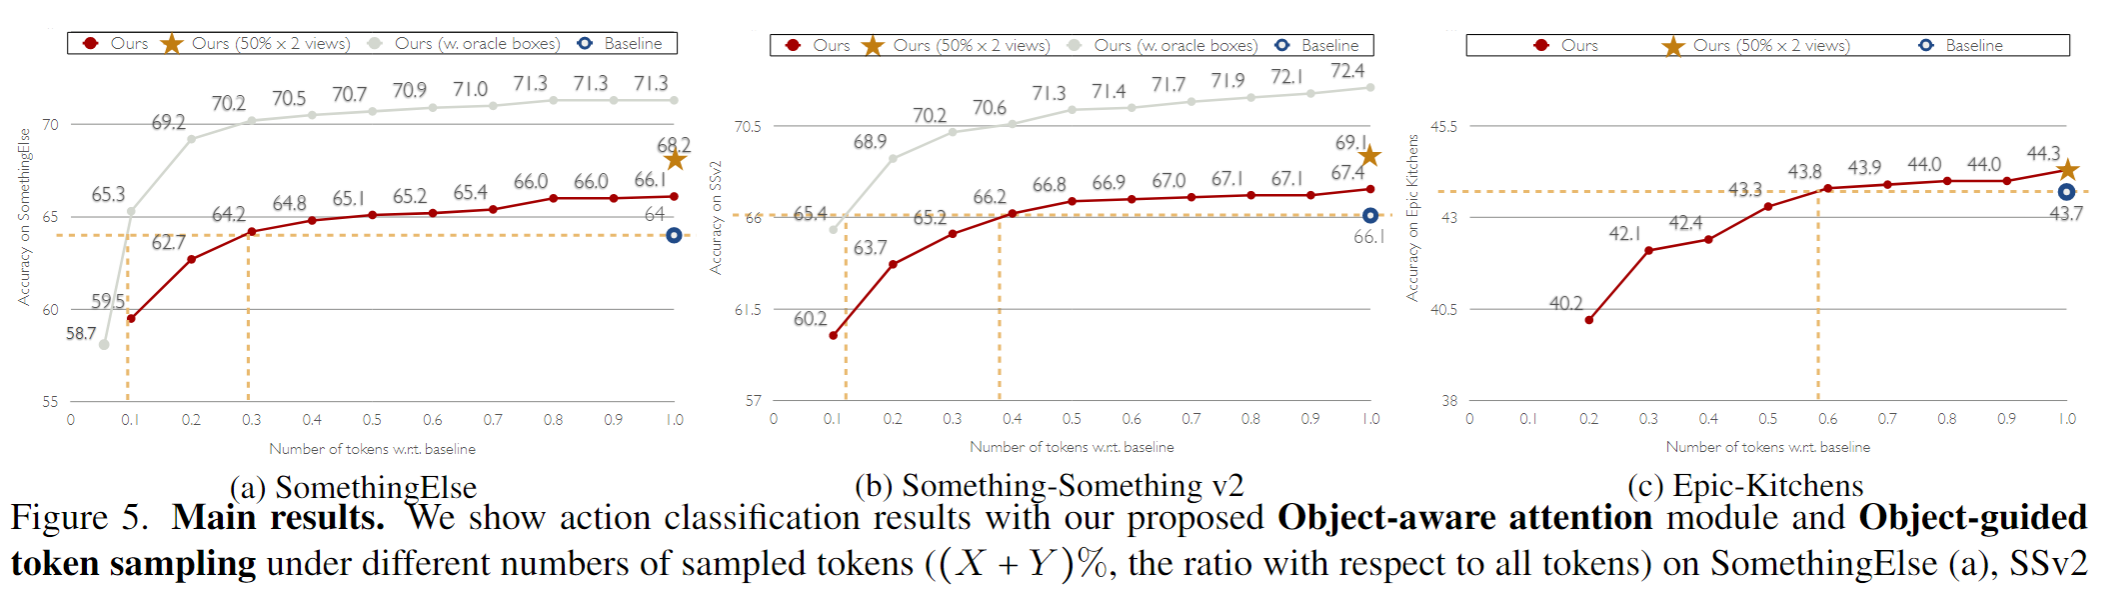 Ours Ours (50% x 2 views) Ours (w. oracle boxes) Baseline
Accuracy on SomethingElse
70
65
60
55
58.7 65.3 69.2 70.2 70.5 70.7 70.9 71.0 71.3 71.3 71.3
68.2
59.5 62.7 64.2 64.8 65.1 65.2 65.4 66.0 66.0 66.1
64
0 0.1 0.2 0.3 0.4 0.5 0.6 0.7 0.8 0.9 1.0
Number of tokens w.r.t. baseline
(a) SomethingElse
Ours Ours (50% x 2 views) Ours (w. oracle boxes) Baseline
Accuracy on SSv2
70.5
66
61.5
57
65.4 68.9 70.2 70.6 71.3 71.4 71.7 71.9 72.1 72.4
69.1
60.2 63.7 65.2 66.2 66.8 66.9 67.0 67.1 67.1 67.4
66.1
0 0.1 0.2 0.3 0.4 0.5 0.6 0.7 0.8 0.9 1.0
Number of tokens w.r.t. baseline
(b) Something-Something v2
Ours Ours (50% x 2 views) Baseline
Accuracy on Epic Kitchens
45.5
43
40.5
38
40.2 42.1 42.4 43.3 43.8 43.9 44.0 44.0 44.3
43.7
0 0.1 0.2 0.3 0.4 0.5 0.6 0.7 0.8 0.9 1.0
Number of tokens w.r.t. baseline
(c) Epic-Kitchens
Figure 5. Main results. We show action classification results with our proposed Object-aware attention module and Object-guided
token sampling under different numbers of sampled tokens ((X + Y)%, the ratio with respect to all tokens) on SomethingElse (a), SSv2